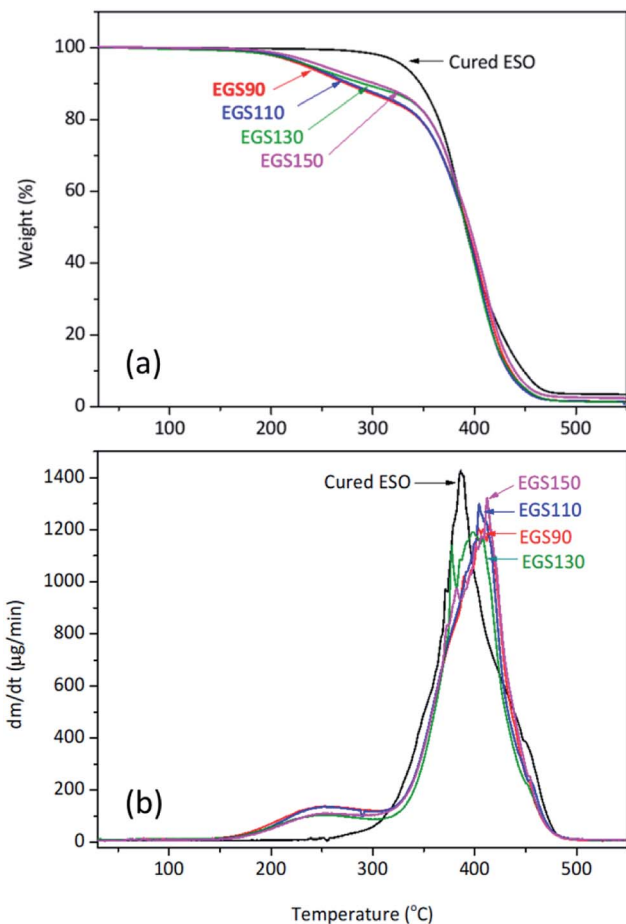 100
80
60
40
20
0
Weight (%)
Cured ESO
EGS90
EGS110
EGS130
EGS150
(a)
100
200
300
400
500
1400
1200
1000
800
600
400
200
0
dm/dt (µg/min)
Cured ESO
EGS150
EGS110
EGS90
EGS130
(b)
100
200
300
400
500
Temperature (°C)